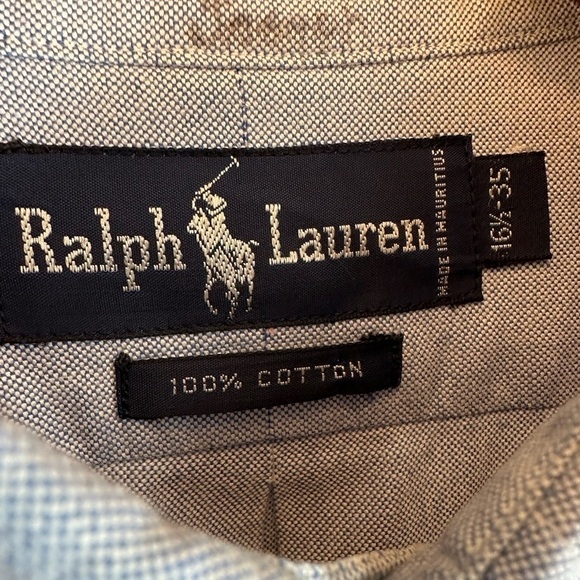 Ralph Lauren
MADE IN MAURITIUS
16½-35
100% COTTON